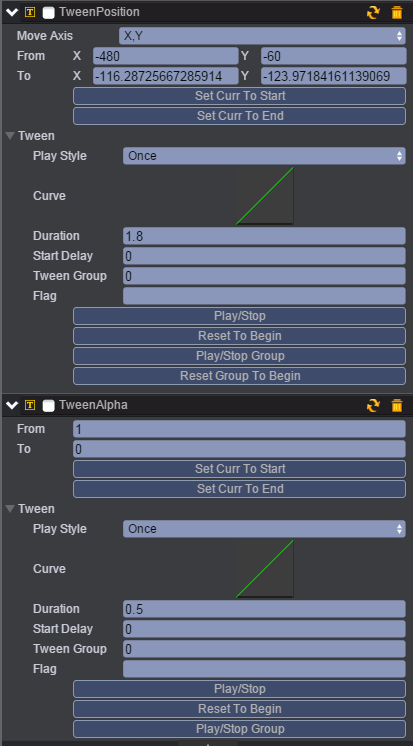 T TweenPosition
Move Axis X,Y
From X -480 Y -60
To X -116.28725667285914 Y -123.97184161139069
Set Curr To Start
Set Curr To End
Tween
Play Style Once
Curve
Duration 1.8
Start Delay 0
Tween Group 0
Flag
Play/Stop
Reset To Begin
Play/Stop Group
Reset Group To Begin
T TweenAlpha
From 1
To 0
Set Curr To Start
Set Curr To End
Tween
Play Style Once
Curve
Duration 0.5
Start Delay 0
Tween Group 0
Flag
Play/Stop
Reset To Begin
Play/Stop Group